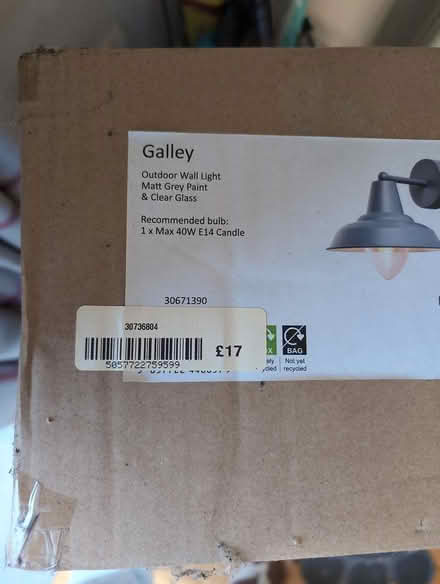 Galley
Outdoor Wall Light
Matt Grey Paint
& Clear Glass
Recommended bulb:
1 x Max 40W E14 Candle
30671390
30736804
£17
5057722759599
BAG
Not yet
recycled